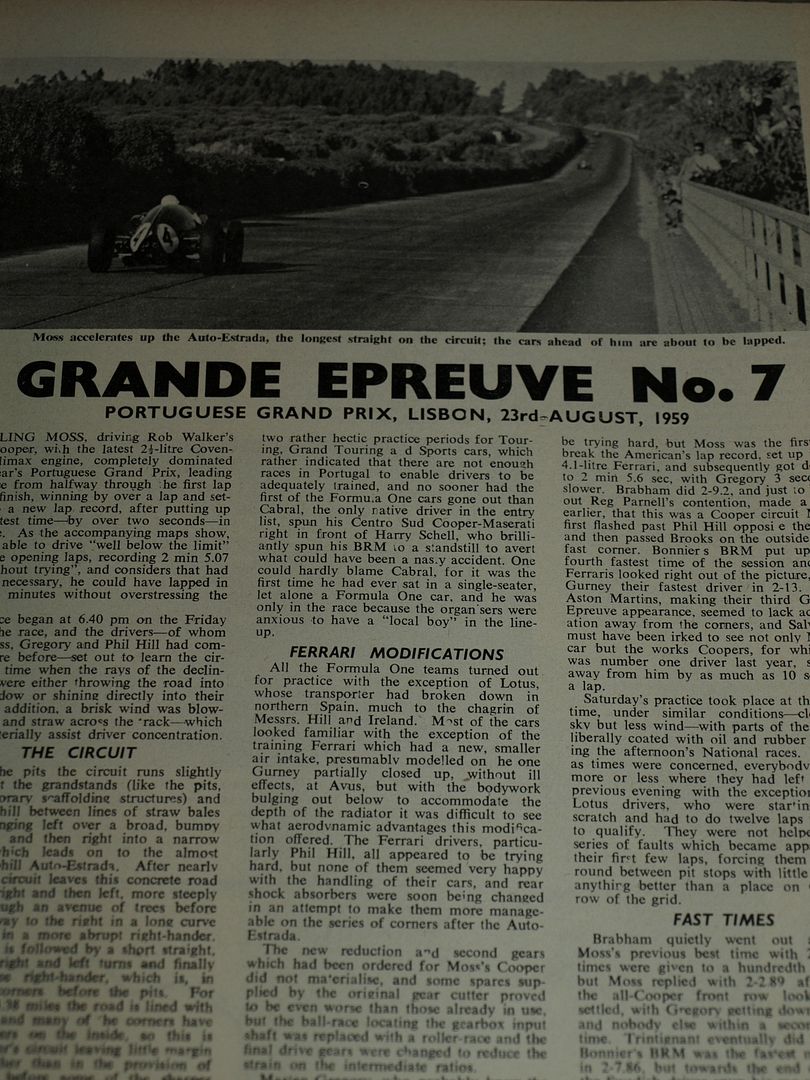 4 4
Moss accelerates up the Auto-Estrada, the longest straight on the circuit; the cars ahead of him are about to be lapped.
GRANDE EPREUVE No. 7
PORTUGUESE GRAND PRIX, LISBON, 23rd AUGUST, 1959
LING MOSS, driving Rob Walker's
ooper, with the latest 2½-litre Coven-
limax engine, completely dominated
ear's Portuguese Grand Prix, leading
e from halfway through the first lap
finish, winning by over a lap and set-
a new lap record, after putting up
test time—by over two seconds—in
As the accompanying maps show,
able to drive "well below the limit"
e opening laps, recording 2 min 5.07
hout trying", and considers that had
necessary, he could have lapped in
minutes without overstressing the
ce began at 6.40 pm on the Friday
he race, and the drivers—of whom
ss, Gregory and Phil Hill had com-
re before—set out to learn the cir-
time when the rays of the declin-
were either throwing the road into
dow or shining directly into their
addition, a brisk wind was blow-
and straw across the track—which
erially assist driver concentration.
THE CIRCUIT
he pits the circuit runs slightly
t the grandstands (like the pits,
orary scaffolding structures) and
hill between lines of straw bales
nging left over a broad, bumpy
and then right into a narrow
hich leads on to the almost
hill Auto-Estrada. After nearly
circuit leaves this concrete road
ight and then left, more steeply
ugh an avenue of trees before
way to the right in a long curve
in a more abrupt right-hander.
is followed by a short straight,
right and left turns and finally
e right-hander, which is, in
corners before the pits. For
.38 miles the road is lined with
and many of he corners have
ers on the inside, so this is
r's circuit leaving little margin
ther than in the provision of
two rather hectic practice periods for Tour-
ing, Grand Touring a d Sports cars, which
rather indicated that there are not enough
races in Portugal to enable drivers to be
adequately trained, and no sooner had the
first of the Formula One cars gone out than
Cabral, the only native driver in the entry
list, spun his Centro Sud Cooper-Maserati
right in front of Harry Schell, who brilli-
antly spun his BRM to a standstill to avert
what could have been a nasty accident. One
could hardly blame Cabral, for it was the
first time he had ever sat in a single-seater,
let alone a Formula One car, and he was
only in the race because the organ'sers were
anxious to have a "local boy" in the line-
up.
FERRARI MODIFICATIONS
All the Formula One teams turned out
for practice with the exception of Lotus,
whose transporter had broken down in
northern Spain, much to the chagrin of
Messrs. Hill and Ireland. Most of the cars
looked familiar with the exception of the
training Ferrari which had a new, smaller
air intake, presumably modelled on he one
Gurney partially closed up, without ill
effects, at Avus, but with the bodywork
bulging out below to accommodate the
depth of the radiator it was difficult to see
what aerodynamic advantages this modifica-
tion offered. The Ferrari drivers, particu-
larly Phil Hill, all appeared to be trying
hard, but none of them seemed very happy
with the handling of their cars, and rear
shock absorbers were soon being changed
in an attempt to make them more manage-
able on the series of corners after the Auto-
Estrada.
The new reduction and second gears
which had been ordered for Moss's Cooper
did not materialise, and some spares sup-
plied by the original gear cutter proved
to be even worse than those already in use,
but the ball-race locating the gearbox input
shaft was replaced with a roller-race and the
final drive gears were changed to reduce the
strain on the intermediate ratios.
be trying hard, but Moss was the firs
break the American's lap record, set up
4.1-litre Ferrari, and subsequently got d
to 2 min 5.6 sec, with Gregory 3 sec
slower. Brabham did 2-9.2, and just to
out Reg Parnell's contention, made a
earlier, that this was a Cooper circuit
first flashed past Phil Hill opposi e the
and then passed Brooks on the outside
fast corner. Bonnier s BRM put up
fourth fastest time of the session and
Ferraris looked right out of the picture,
Gurney their fastest driver in 2-13.
Aston Martins, making their third G
Epreuve appearance, seemed to lack ac
ation away from the corners, and Sal
must have been irked to see not only
car but the works Coopers, for whi
was number one driver last year, s
away from him by as much as 10 s
a lap.
Saturday's practice took place at th
time, under similar conditions—cl
sky but less wind—with parts of the
liberally coated with oil and rubber
ing the afternoon's National races.
as times were concerned, everybody
more or less where they had left
previous evening with the exceptio
Lotus drivers, who were star'in
scratch and had to do twelve laps
to qualify. They were not helpe
series of faults which became app
their first few laps, forcing them
round between pit stops with little
anything better than a place on
row of the grid.
FAST TIMES
Brabham quietly went out
Moss's previous best time with 2
times were given to a hundredth
but Moss replied with 2-2.89 af
the all-Cooper front row look
settled, with Gregory getting down
and nobody else within a secon
time. Trintignant eventually did
Bonnier's BRM was the fastest
in 2-7.86, but towards the end